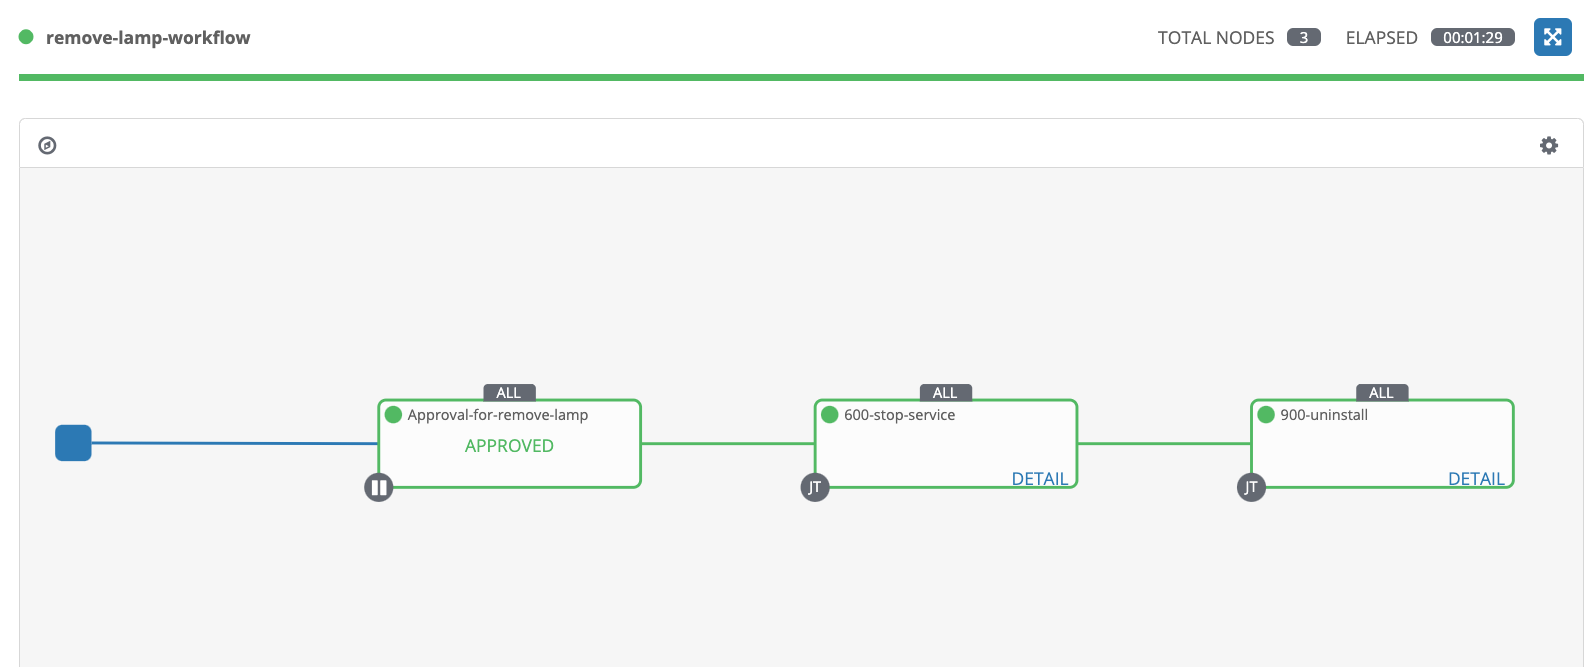 remove-lamp-workflow
TOTAL NODES 3 ELAPSED 00:01:29
ALL
Approval-for-remove-lamp
APPROVED
ALL
600-stop-service
DETAIL
JT
ALL
900-uninstall
DETAIL
JT